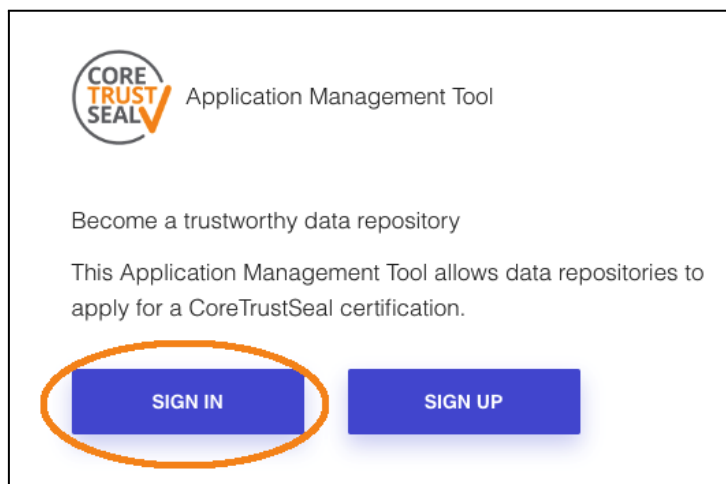 CORE
TRUST
SEAL
Application Management Tool
Become a trustworthy data repository
This Application Management Tool allows data repositories to
apply for a CoreTrustSeal certification.
SIGN IN
SIGN UP